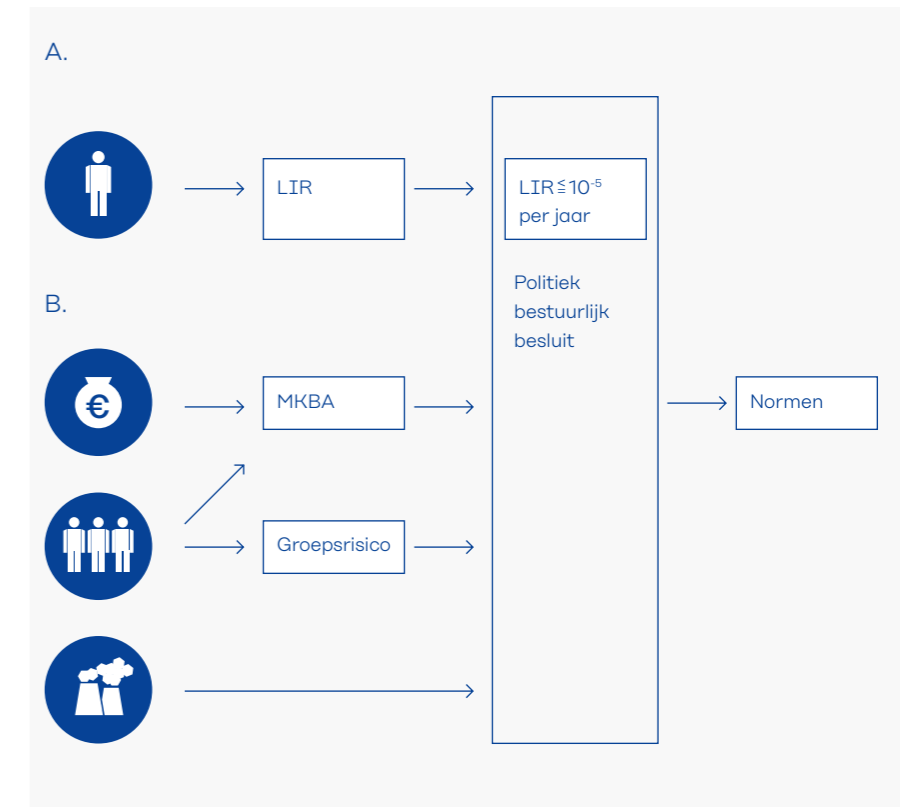 A.
LIR
LIR ≦ 10⁻⁵
per jaar
Politiek
bestuurlijk
besluit
B.
€
MKBA
Normen
Groepsrisico